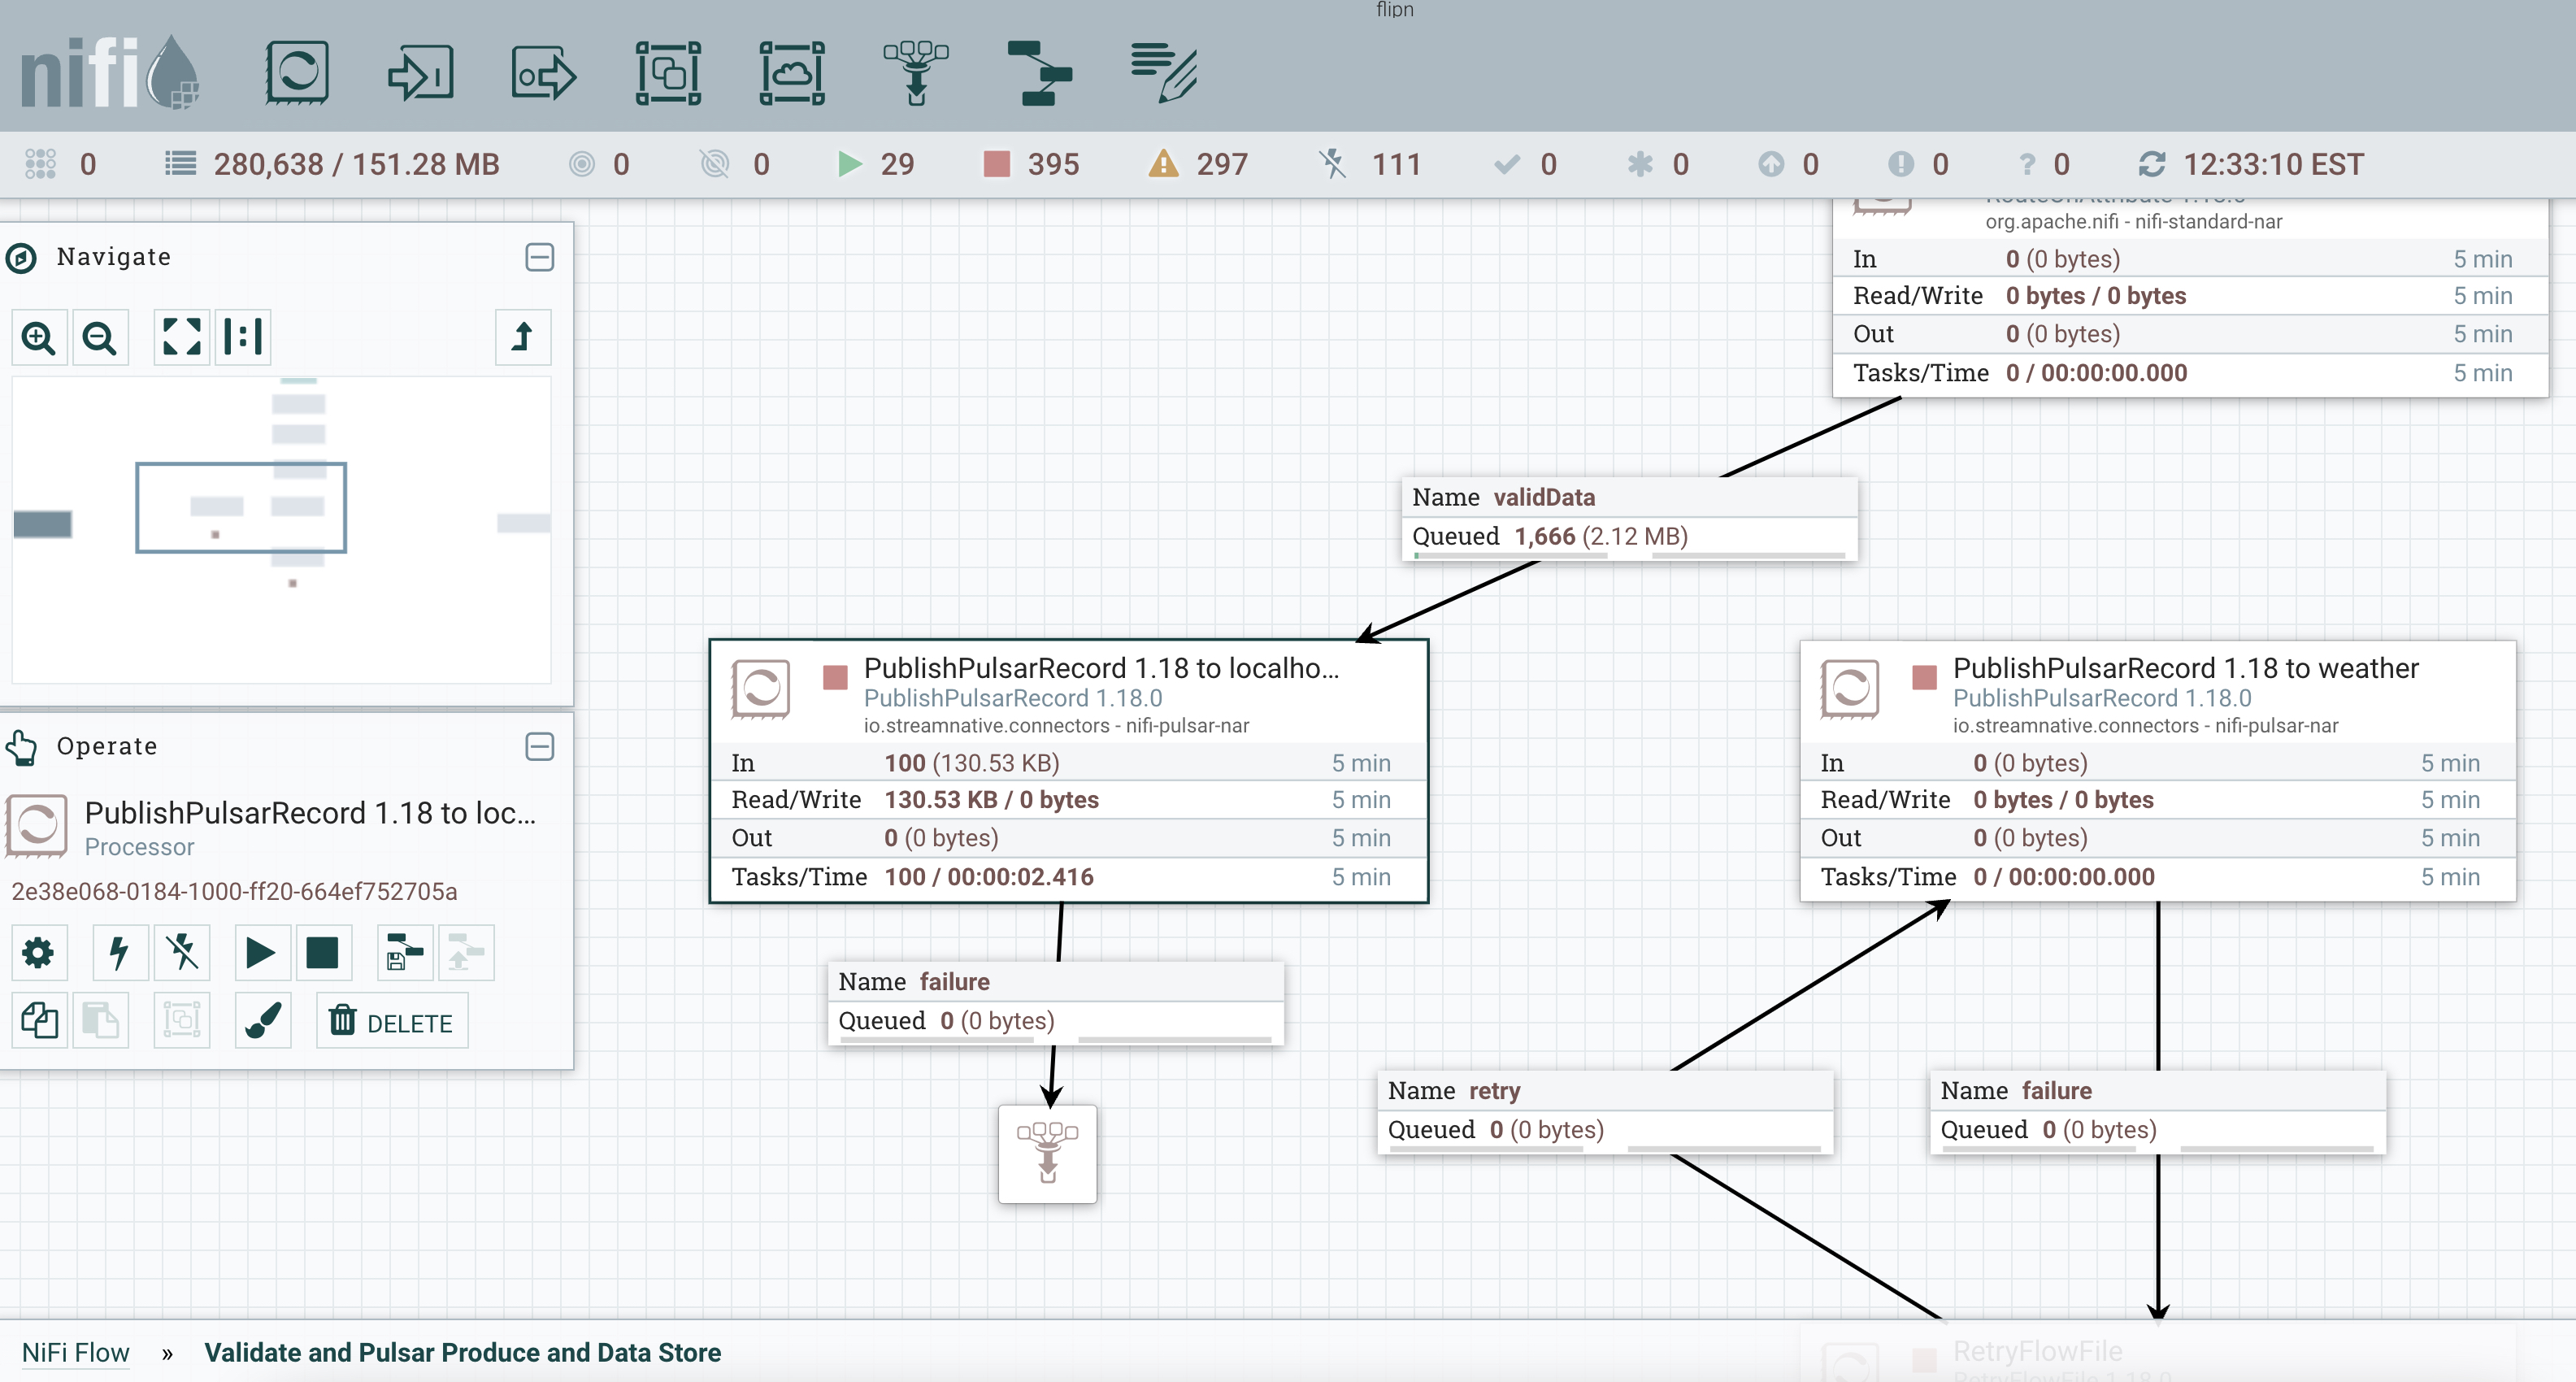 flipn
nifi
0 280,638 / 151.28 MB 0 0 29 395 297 111 0 0 0 0 ? 0 12:33:10 EST
Navigate
Operate
PublishPulsarRecord 1.18 to loc...
Processor
2e38e068-0184-1000-ff20-664ef752705a
DELETE
RouteOnAttribute 1.18.0
org.apache.nifi - nifi-standard-nar
In 0 (0 bytes) 5 min
Read/Write 0 bytes / 0 bytes 5 min
Out 0 (0 bytes) 5 min
Tasks/Time 0 / 00:00:00.000 5 min
Name validData
Queued 1,666 (2.12 MB)
PublishPulsarRecord 1.18 to localho...
PublishPulsarRecord 1.18.0
io.streamnative.connectors - nifi-pulsar-nar
In 100 (130.53 KB) 5 min
Read/Write 130.53 KB / 0 bytes 5 min
Out 0 (0 bytes) 5 min
Tasks/Time 100 / 00:00:02.416 5 min
PublishPulsarRecord 1.18 to weather
PublishPulsarRecord 1.18.0
io.streamnative.connectors - nifi-pulsar-nar
In 0 (0 bytes) 5 min
Read/Write 0 bytes / 0 bytes 5 min
Out 0 (0 bytes) 5 min
Tasks/Time 0 / 00:00:00.000 5 min
Name failure
Queued 0 (0 bytes)
Name retry
Queued 0 (0 bytes)
Name failure
Queued 0 (0 bytes)
RetryFlowFile
RetryFlowFile 1.18.0
NiFi Flow » Validate and Pulsar Produce and Data Store